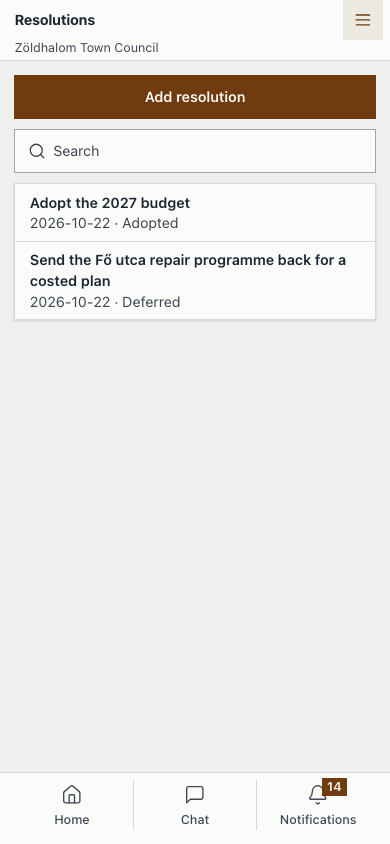 Resolutions
Zöldhalom Town Council
Add resolution
Search
Adopt the 2027 budget
2026-10-22 · Adopted
Send the Fő utca repair programme back for a
costed plan
2026-10-22 · Deferred
14
Home
Chat
Notifications